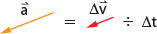 a⃗ = Δv⃗ ÷ Δt